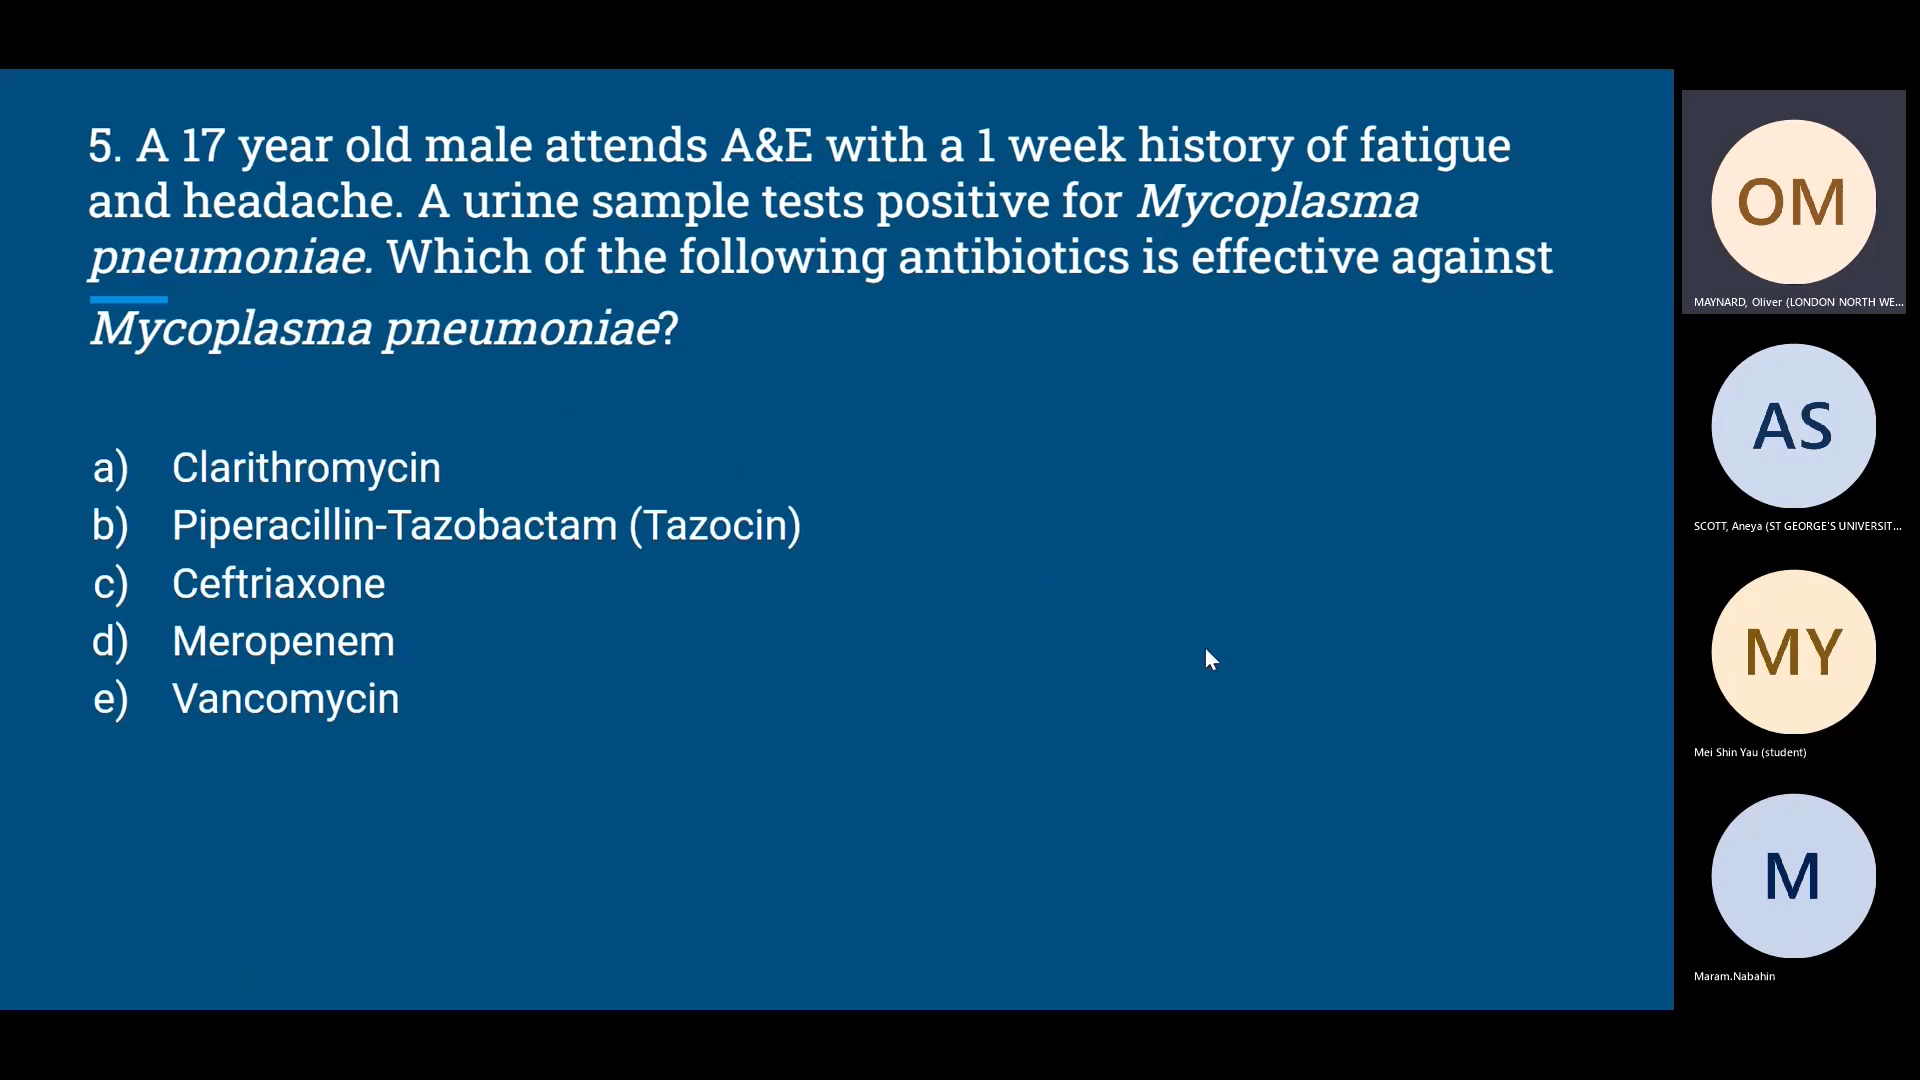 5. A 17 year old male attends A&E with a 1 week history of fatigue
and headache. A urine sample tests positive for Mycoplasma
pneumoniae. Which of the following antibiotics is effective against
Mycoplasma pneumoniae?
a) Clarithromycin
b) Piperacillin-Tazobactam (Tazocin)
c) Ceftriaxone
d) Meropenem
e) Vancomycin
OM
MAYNARD, Oliver (LONDON NORTH WE...
AS
SCOTT, Aneya (ST GEORGE'S UNIVERSIT...
MY
Mei Shin Yau (student)
M
Maram.Nabahin